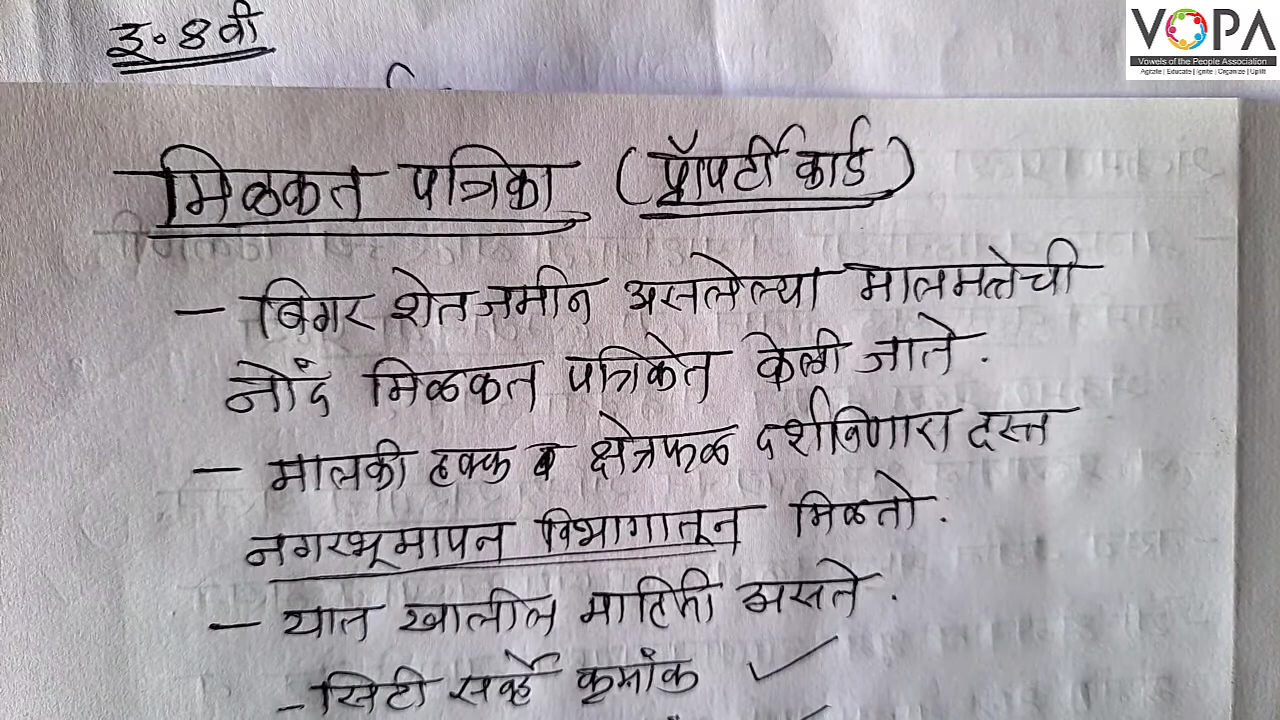 इ. ८ वी
VOPA
Vowels of the People Association
Agitate | Educate | Ignite | Organize | Uplift
मिळकत पत्रिका (प्रॉपर्टी कार्ड)
– बिगर शेतजमीन असलेल्या मालमत्तेची
नोंद मिळकत पत्रिकेत केली जाते.
– मालकी हक्क व क्षेत्रफळ दर्शविणारा दस्त
नगरभूमापन विभागातून मिळतो.
– यात खालील माहिती असते.
- सिटी सर्व्हे क्रमांक ✓